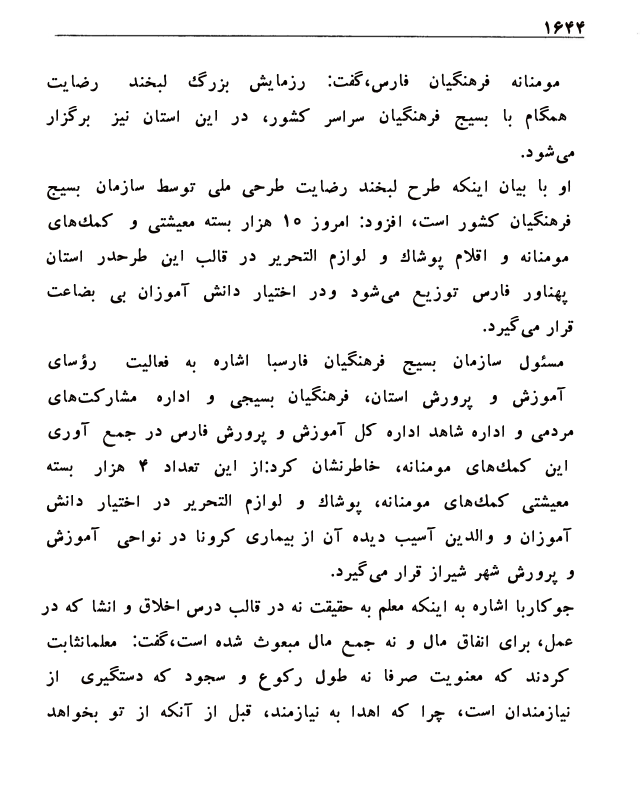 ۱۶۴۴
مومنانه فرهنگیان فارس،گفت: رزمایش بزرگ لبخند رضایت
همگام با بسیج فرهنگیان سراسر کشور، در این استان نیز برگزار
می‌شود.
او با بیان اینکه طرح لبخند رضایت طرحی ملی توسط سازمان بسیج
فرهنگیان کشور است، افزود: امروز ۱۵ هزار بسته معیشتی و کمک‌های
مومنانه و اقلام پوشاک و لوازم التحریر در قالب این طرحدر استان
پهناور فارس توزیع می‌شود ودر اختیار دانش آموزان بی بضاعت
قرار می‌گیرد.
مسئول سازمان بسیج فرهنگیان فارسبا اشاره به فعالیت رؤسای
آموزش و پرورش استان، فرهنگیان بسیجی و اداره مشارکت‌های
مردمی و اداره شاهد اداره کل آموزش و پرورش فارس در جمع آوری
این کمک‌های مومنانه، خاطرنشان کرد:از این تعداد ۴ هزار بسته
معیشتی کمک‌های مومنانه، پوشاک و لوازم التحریر در اختیار دانش
آموزان و والدین آسیب دیده آن از بیماری کرونا در نواحی آموزش
و پرورش شهر شیراز قرار می‌گیرد.
جوکاربا اشاره به اینکه معلم به حقیقت نه در قالب درس اخلاق و انشا که در
عمل، برای انفاق مال و نه جمع مال مبعوث شده است،گفت: معلمانثابت
کردند که معنویت صرفا نه طول رکوع و سجود که دستگیری از
نیازمندان است، چرا که اهدا به نیازمند، قبل از آنکه از تو بخواهد